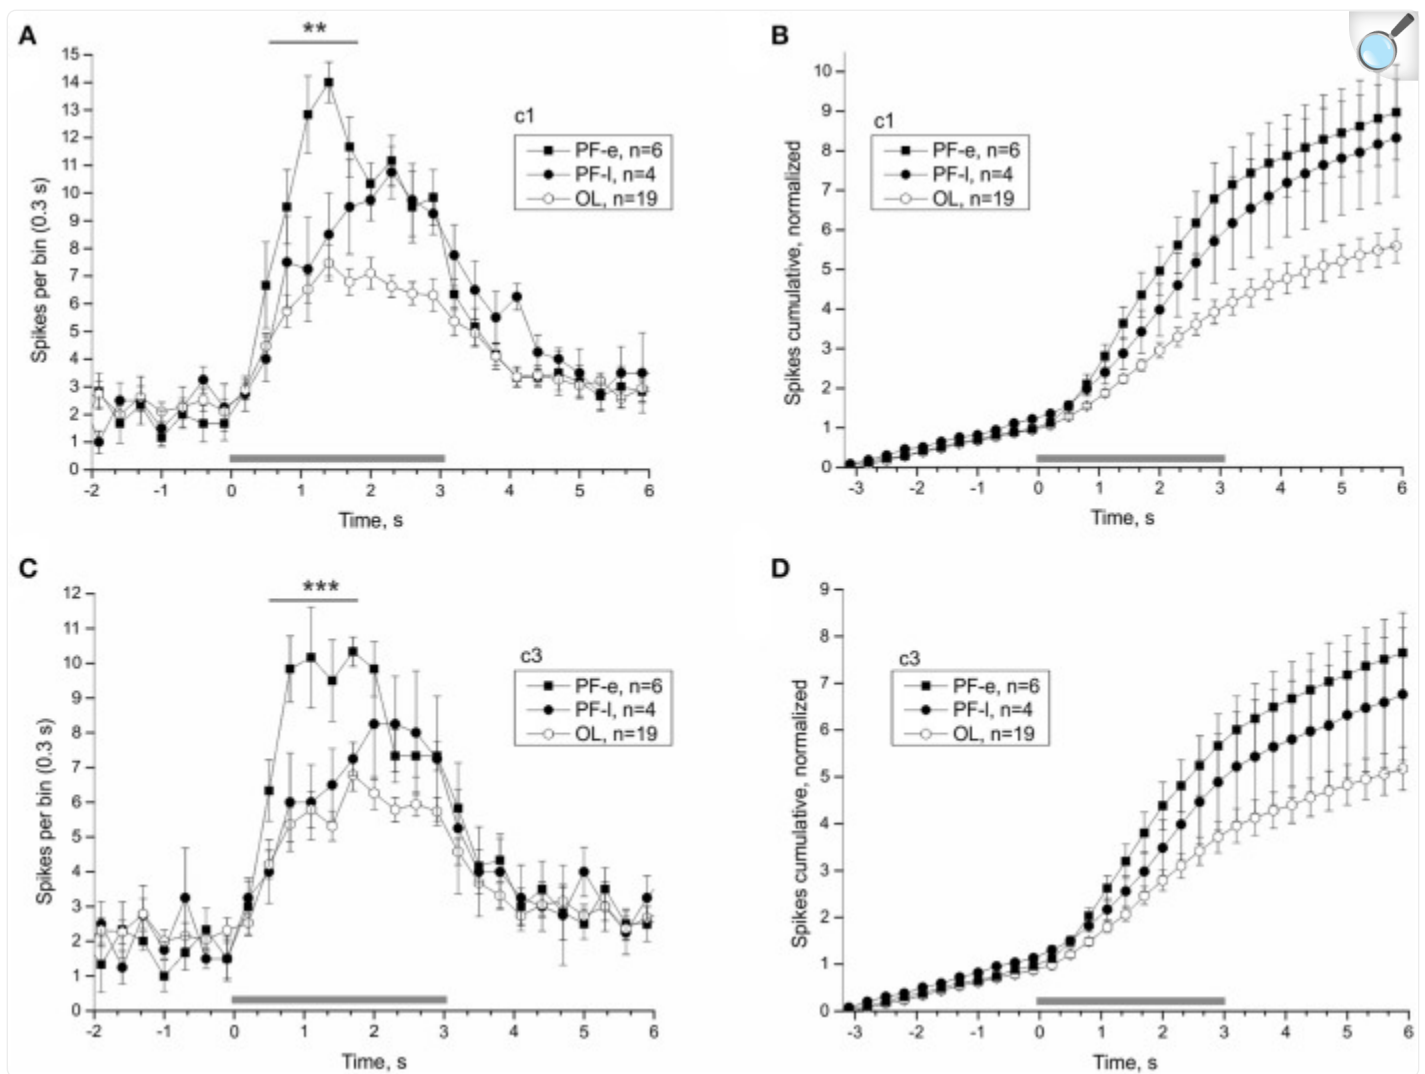 A
**
15
14
13
12
11
10
9
8
7
6
5
4
3
2
1
0
Spikes per bin (0.3 s)
c1
PF-e, n=6
PF-l, n=4
OL, n=19
-2 -1 0 1 2 3 4 5 6
Time, s
B
10
9
8
7
6
5
4
3
2
1
0
Spikes cumulative, normalized
c1
PF-e, n=6
PF-l, n=4
OL, n=19
-3 -2 -1 0 1 2 3 4 5 6
Time, s
C
***
12
11
10
9
8
7
6
5
4
3
2
1
0
Spikes per bin (0.3 s)
c3
PF-e, n=6
PF-l, n=4
OL, n=19
-2 -1 0 1 2 3 4 5 6
Time, s
D
9
8
7
6
5
4
3
2
1
0
Spikes cumulative, normalized
c3
PF-e, n=6
PF-l, n=4
OL, n=19
-3 -2 -1 0 1 2 3 4 5 6
Time, s